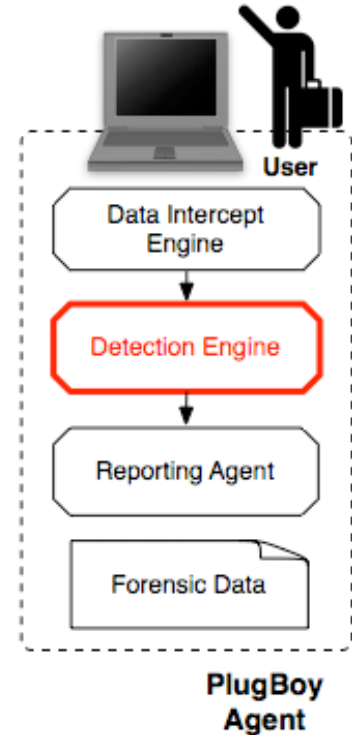 User
Data Intercept
Engine
Detection Engine
Reporting Agent
Forensic Data
PlugBoy
Agent